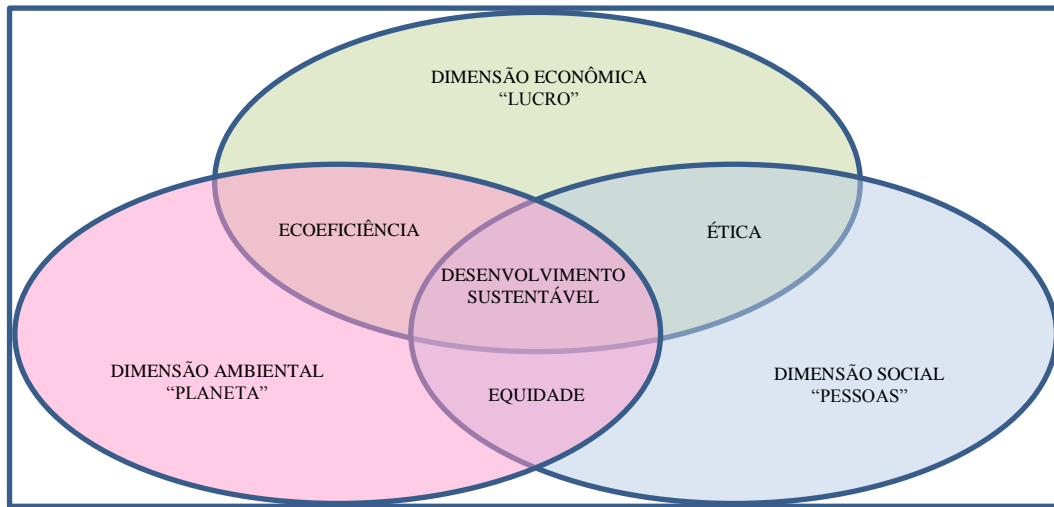 DIMENSÃO ECONÔMICA
“LUCRO”
ECOEFICIÊNCIA
ÉTICA
DESENVOLVIMENTO
SUSTENTÁVEL
DIMENSÃO AMBIENTAL
“PLANETA”
EQUIDADE
DIMENSÃO SOCIAL
“PESSOAS”